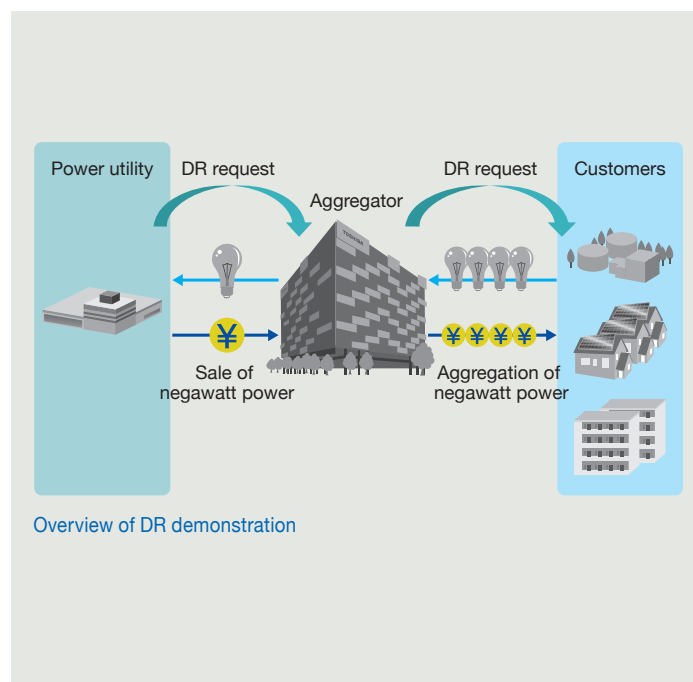 Power utility
DR request
Aggregator
DR request
Customers
TOSHIBA
¥
¥ ¥ ¥ ¥
Sale of
negawatt power
Aggregation of
negawatt power
Overview of DR demonstration